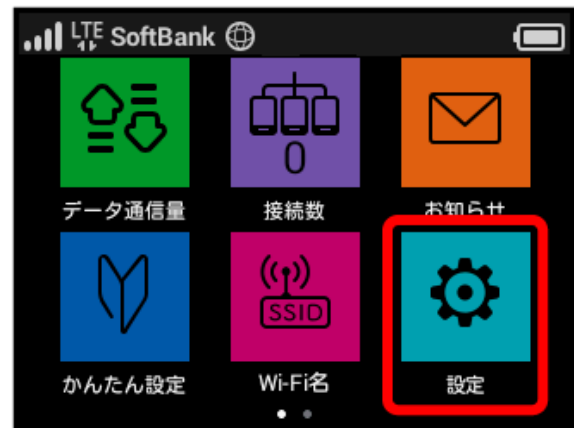 LTE SoftBank
0
データ通信量 接続数 お知らせ
SSID
かんたん設定 Wi-Fi名 設定